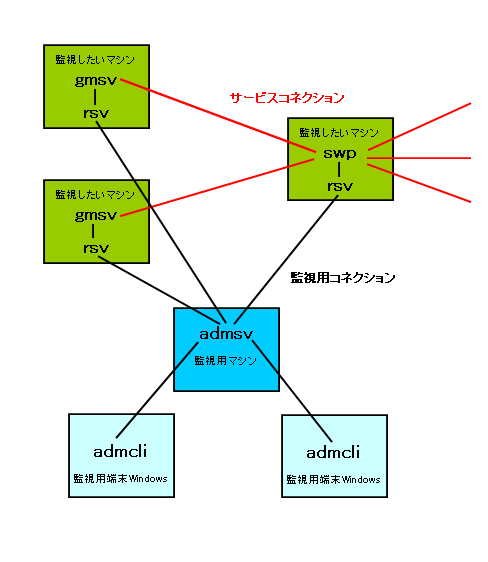 監視したいマシン
gmsv
rsv
サービスコネクション
監視したいマシン
swp
rsv
監視したいマシン
gmsv
rsv
監視用コネクション
admsv
監視用マシン
admcli
監視用端末Windows
admcli
監視用端末Windows